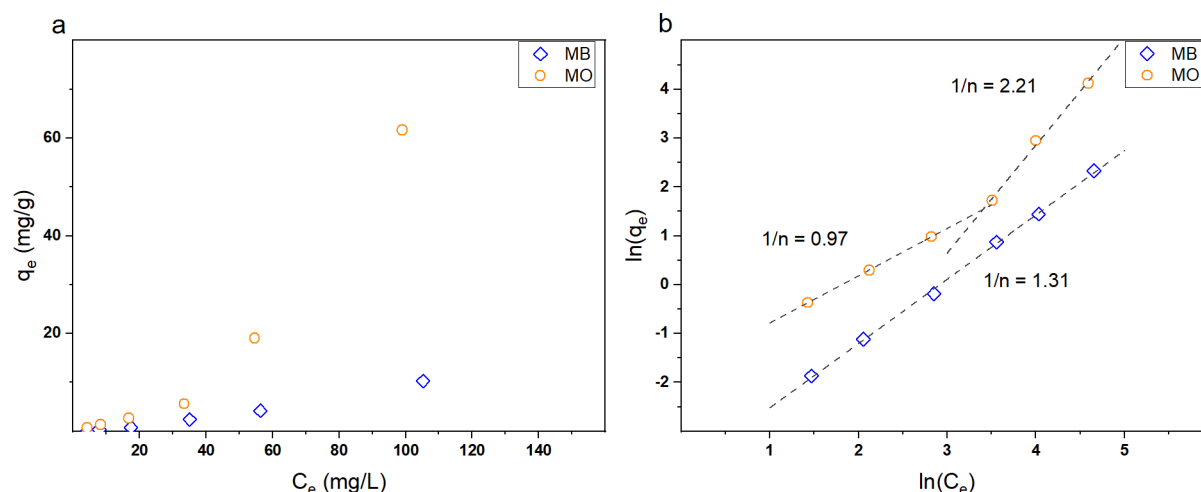 a
MB
MO
60
40
20
20
40
60
80
100
120
140
qₑ (mg/g)
Cₑ (mg/L)
b
MB
MO
1/n = 2.21
1/n = 0.97
1/n = 1.31
4
3
2
1
0
-1
-2
1
2
3
4
5
ln(qₑ)
ln(Cₑ)